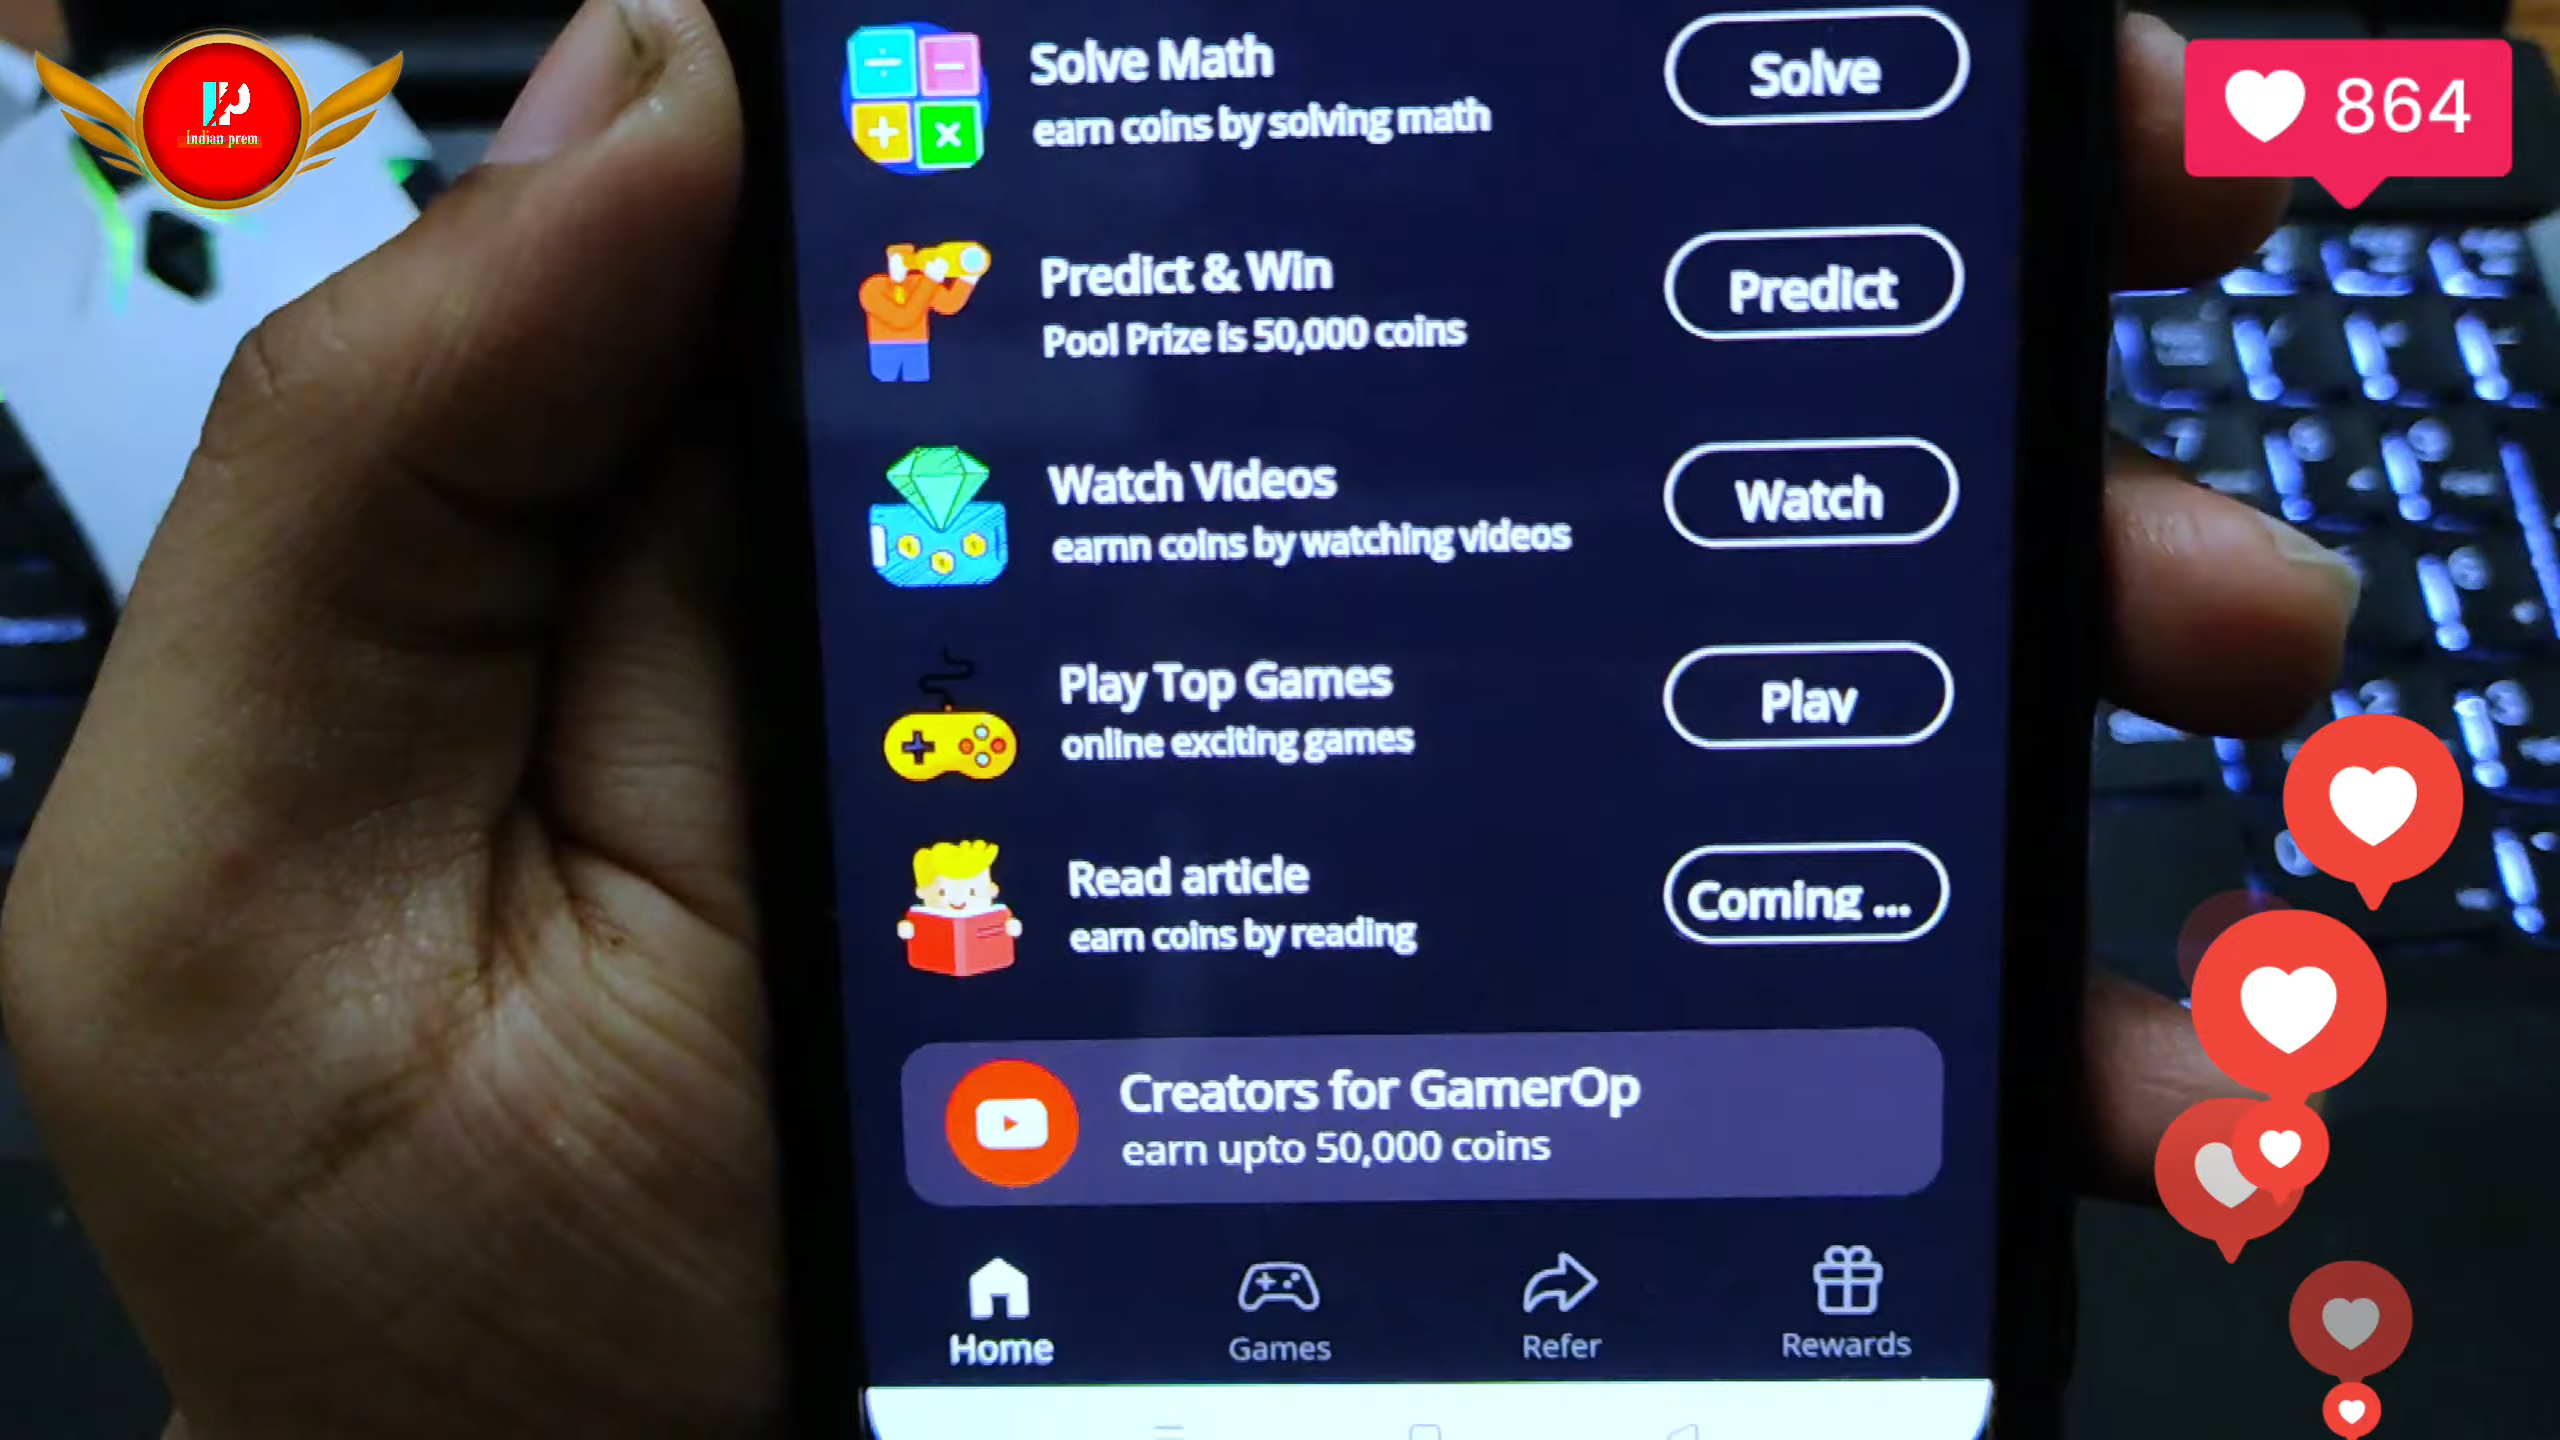 Indian prem
864
Solve Math
earn coins by solving math
Solve
Predict & Win
Pool Prize is 50,000 coins
Predict
Watch Videos
earnn coins by watching videos
Watch
Play Top Games
online exciting games
Play
Read article
earn coins by reading
Coming ...
Creators for GamerOp
earn upto 50,000 coins
Home
Games
Refer
Rewards